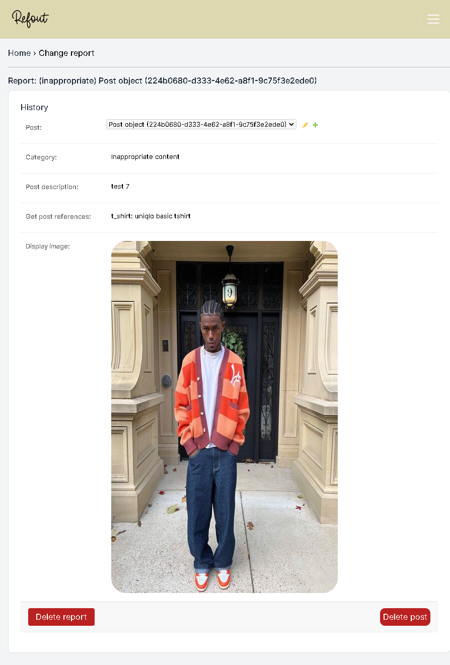 Refout
Home › Change report
Report: (inappropriate) Post object (224b0680-d333-4e62-a8f1-9c75f3e2ede0)
History
Post: Post object (224b0680-d333-4e62-a8f1-9c75f3e2ede0)
Category: Inappropriate content
Post description: test 7
Get post references: t_shirt: uniqlo basic tshirt
Display image:
9
Delete report Delete post